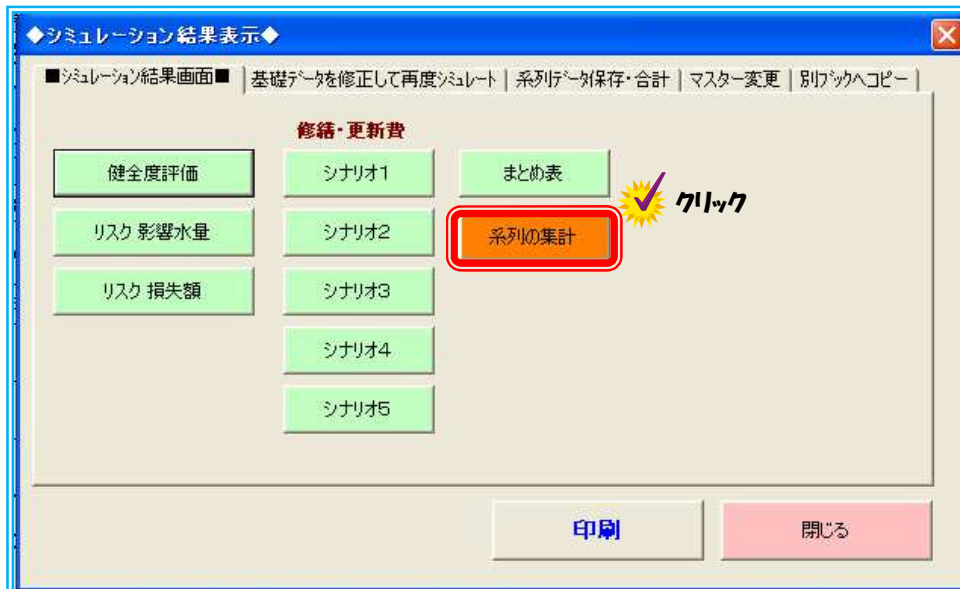 ◆シミュレーション結果表示◆
■シミュレーション結果画面■ 基礎データを修正して再度シミュレート 系列データ保存・合計 マスター変更 別ブックへコピー
修繕・更新費
健全度評価 シナリオ1 まとめ表
クリック
リスク 影響水量 シナリオ2 系列の集計
リスク 損失額 シナリオ3
シナリオ4
シナリオ5
印刷 閉じる